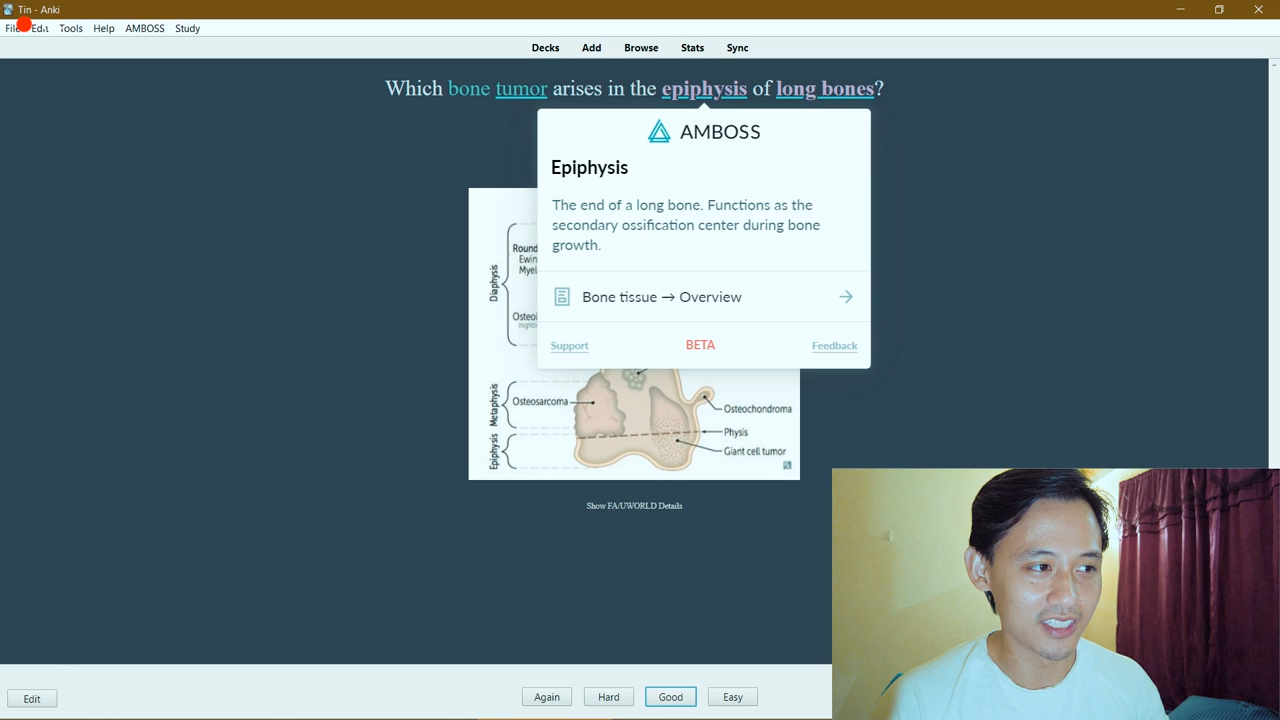 Tin - Anki
File Edit Tools Help AMBOSS Study
Decks Add Browse Stats Sync
Which bone tumor arises in the epiphysis of long bones?
AMBOSS
Epiphysis
The end of a long bone. Functions as the
secondary ossification center during bone
growth.
Bone tissue → Overview
Support BETA Feedback
Diaphysis
Round
Ewin
Myel
Osteoi
Metaphysis
Osteosarcoma
Osteochondroma
Physis
Epiphysis
Giant cell tumor
Show FA/UWORLD Details
Edit Again Hard Good Easy